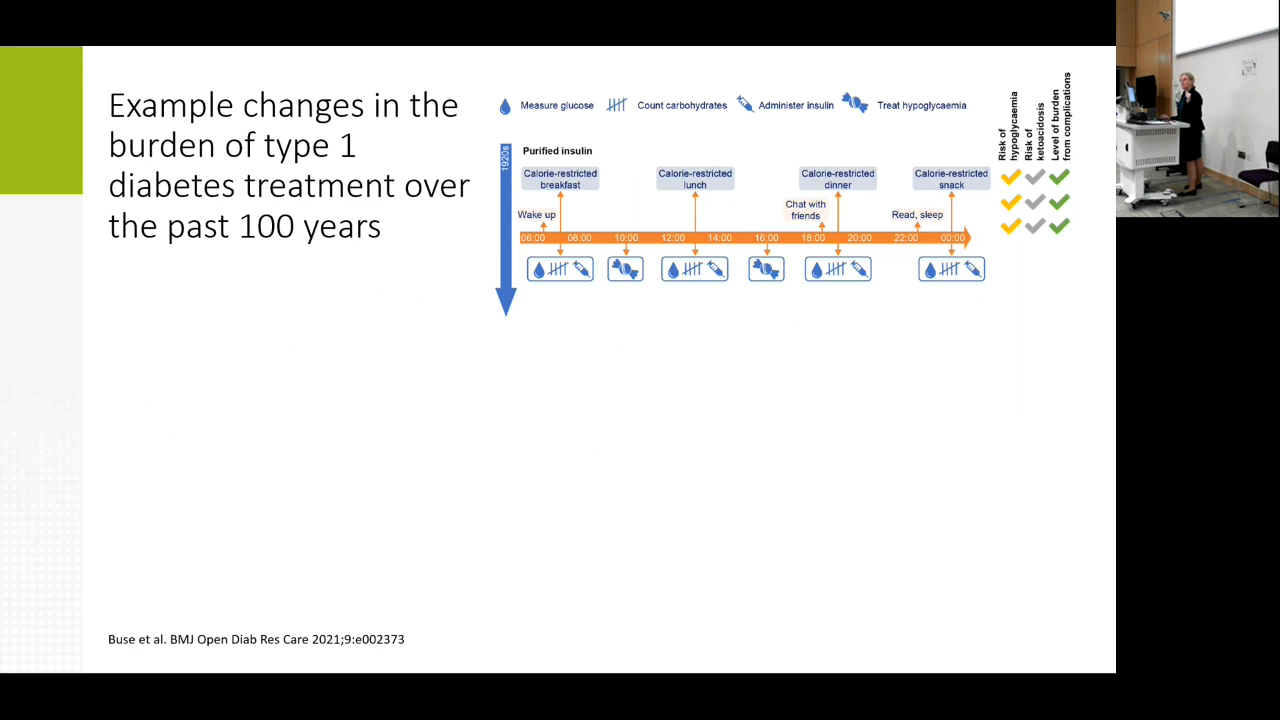 Example changes in the
burden of type 1
diabetes treatment over
the past 100 years
Measure glucose
Count carbohydrates
Administer insulin
Treat hypoglycaemia
Risk of
hypoglycaemia
Risk of
ketoacidosis
Level of burden
from complications
1920s
Purified insulin
Calorie-restricted
breakfast
Calorie-restricted
lunch
Calorie-restricted
dinner
Calorie-restricted
snack
Wake up
Chat with
friends
Read, sleep
06:00 08:00 10:00 12:00 14:00 16:00 18:00 20:00 22:00 00:00
Buse et al. BMJ Open Diab Res Care 2021;9:e002373